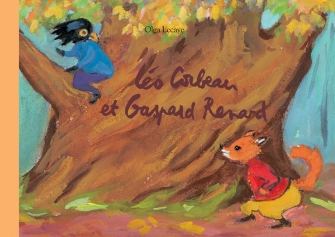 Olga Lecaye
Léo Corbeau
et Gaspard Renard